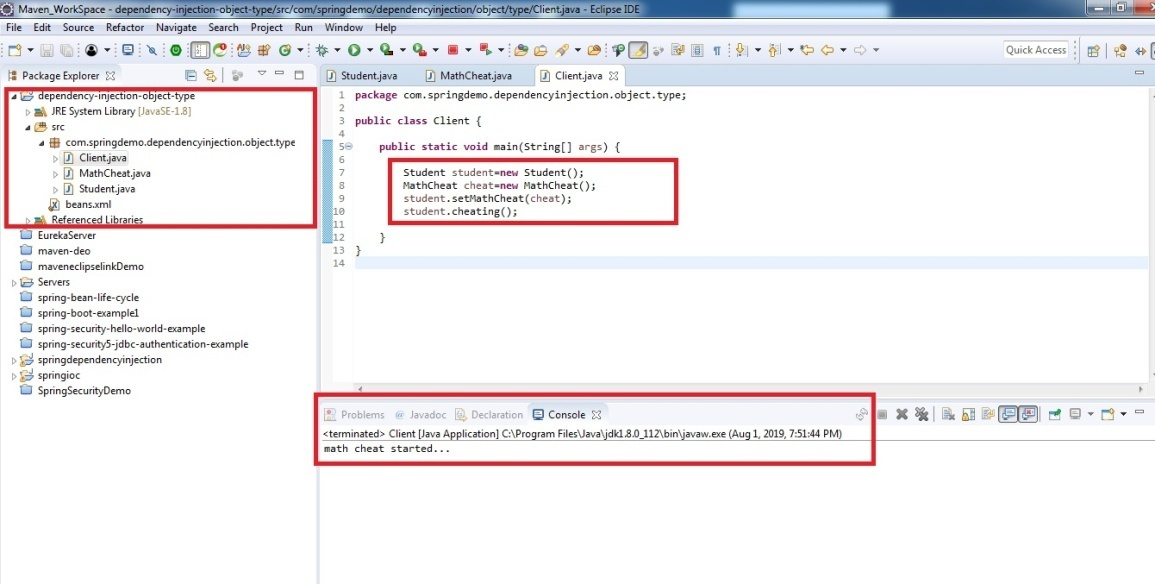 Maven_WorkSpace - dependency-injection-object-type/src/com/springdemo/dependencyinjection/object/type/Client.java - Eclipse IDE
File Edit Source Refactor Navigate Search Project Run Window Help
Quick Access
Package Explorer
dependency-injection-object-type
JRE System Library [JavaSE-1.8]
src
com.springdemo.dependencyinjection.object.type
Client.java
MathCheat.java
Student.java
beans.xml
Referenced Libraries
EurekaServer
maven-deo
maveneclipselinkDemo
Servers
spring-bean-life-cycle
spring-boot-example1
spring-security-hello-world-example
spring-security5-jdbc-authentication-example
springdependencyinjection
springioc
SpringSecurityDemo
Student.java MathCheat.java Client.java
1 package com.springdemo.dependencyinjection.object.type;
2
3 public class Client {
4
5 public static void main(String[] args) {
6
7 Student student=new Student();
8 MathCheat cheat=new MathCheat();
9 student.setMathCheat(cheat);
10 student.cheating();
11
12 }
13 }
14
Problems @ Javadoc Declaration Console
<terminated> Client [Java Application] C:\Program Files\Java\jdk1.8.0_112\bin\javaw.exe (Aug 1, 2019, 7:51:44 PM)
math cheat started...